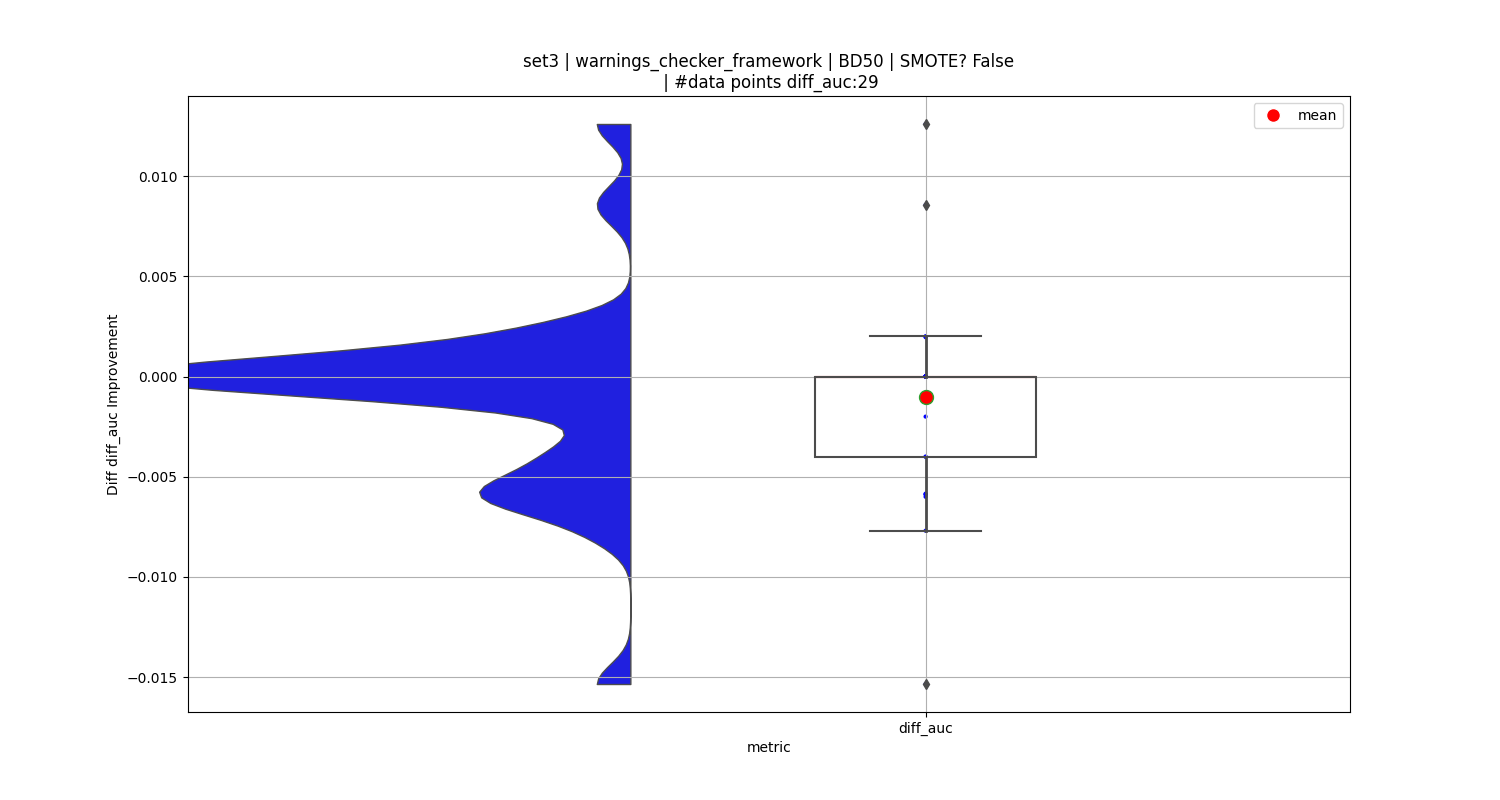 set3 | warnings_checker_framework | BD50 | SMOTE? False
| #data points diff_auc:29
mean
0.010
0.005
0.000
−0.005
−0.010
−0.015
Diff diff_auc Improvement
diff_auc
metric